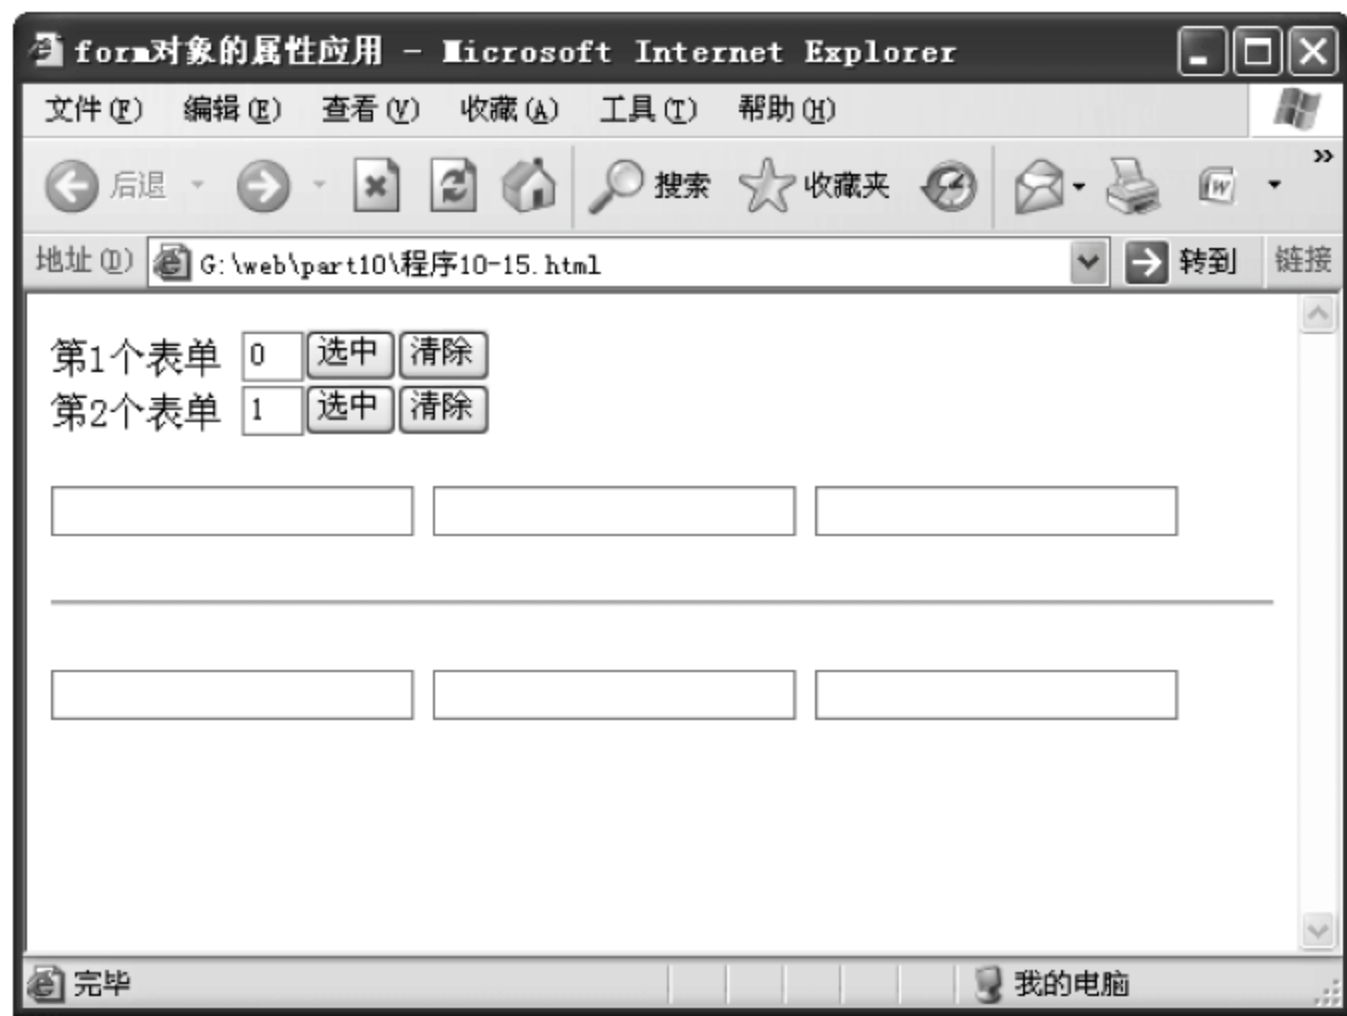 form对象的属性应用 - Microsoft Internet Explorer
文件(F) 编辑(E) 查看(V) 收藏(A) 工具(T) 帮助(H)
后退 搜索 收藏夹 W »
地址(D) G:\web\part10\程序10-15.html 转到 链接
第1个表单 0 选中 清除
第2个表单 1 选中 清除
完毕 我的电脑